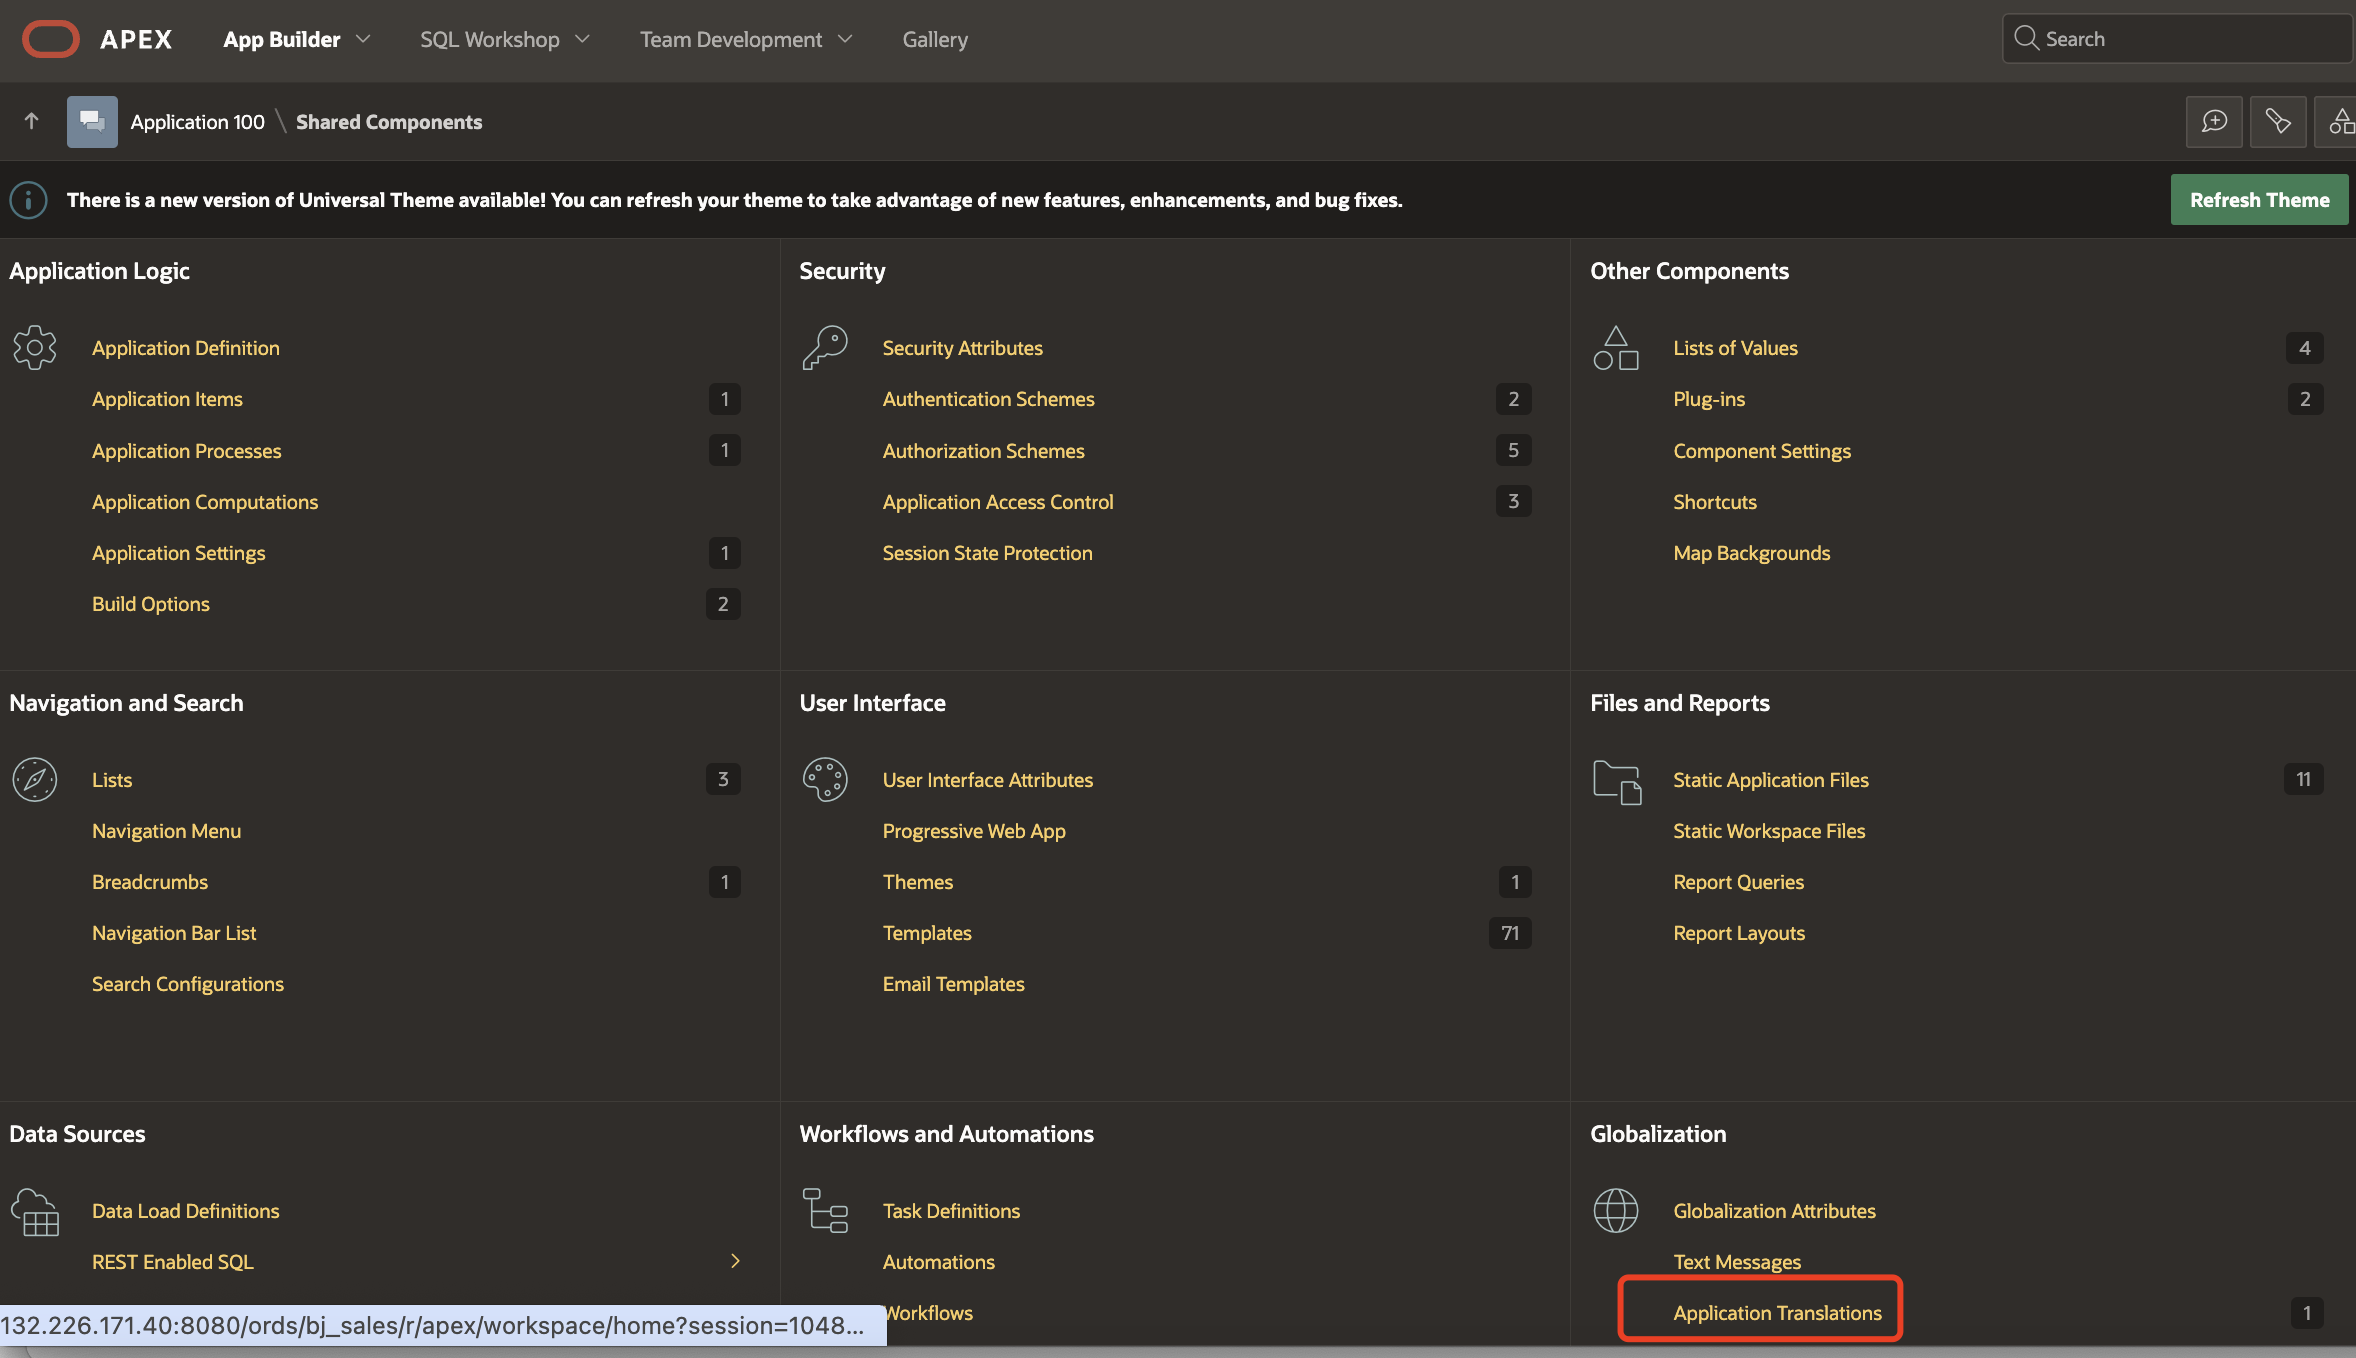 APEX App Builder SQL Workshop Team Development Gallery Search
Application 100 \ Shared Components
There is a new version of Universal Theme available! You can refresh your theme to take advantage of new features, enhancements, and bug fixes. Refresh Theme
Application Logic
Application Definition
Application Items 1
Application Processes 1
Application Computations
Application Settings 1
Build Options 2
Security
Security Attributes
Authentication Schemes 2
Authorization Schemes 5
Application Access Control 3
Session State Protection
Other Components
Lists of Values 4
Plug-ins 2
Component Settings
Shortcuts
Map Backgrounds
Navigation and Search
Lists 3
Navigation Menu
Breadcrumbs 1
Navigation Bar List
Search Configurations
User Interface
User Interface Attributes
Progressive Web App
Themes 1
Templates 71
Email Templates
Files and Reports
Static Application Files 11
Static Workspace Files
Report Queries
Report Layouts
Data Sources
Data Load Definitions
REST Enabled SQL
Workflows and Automations
Task Definitions
Automations
Workflows
Globalization
Globalization Attributes
Text Messages
Application Translations 1
132.226.171.40:8080/ords/bj_sales/r/apex/workspace/home?session=1048...